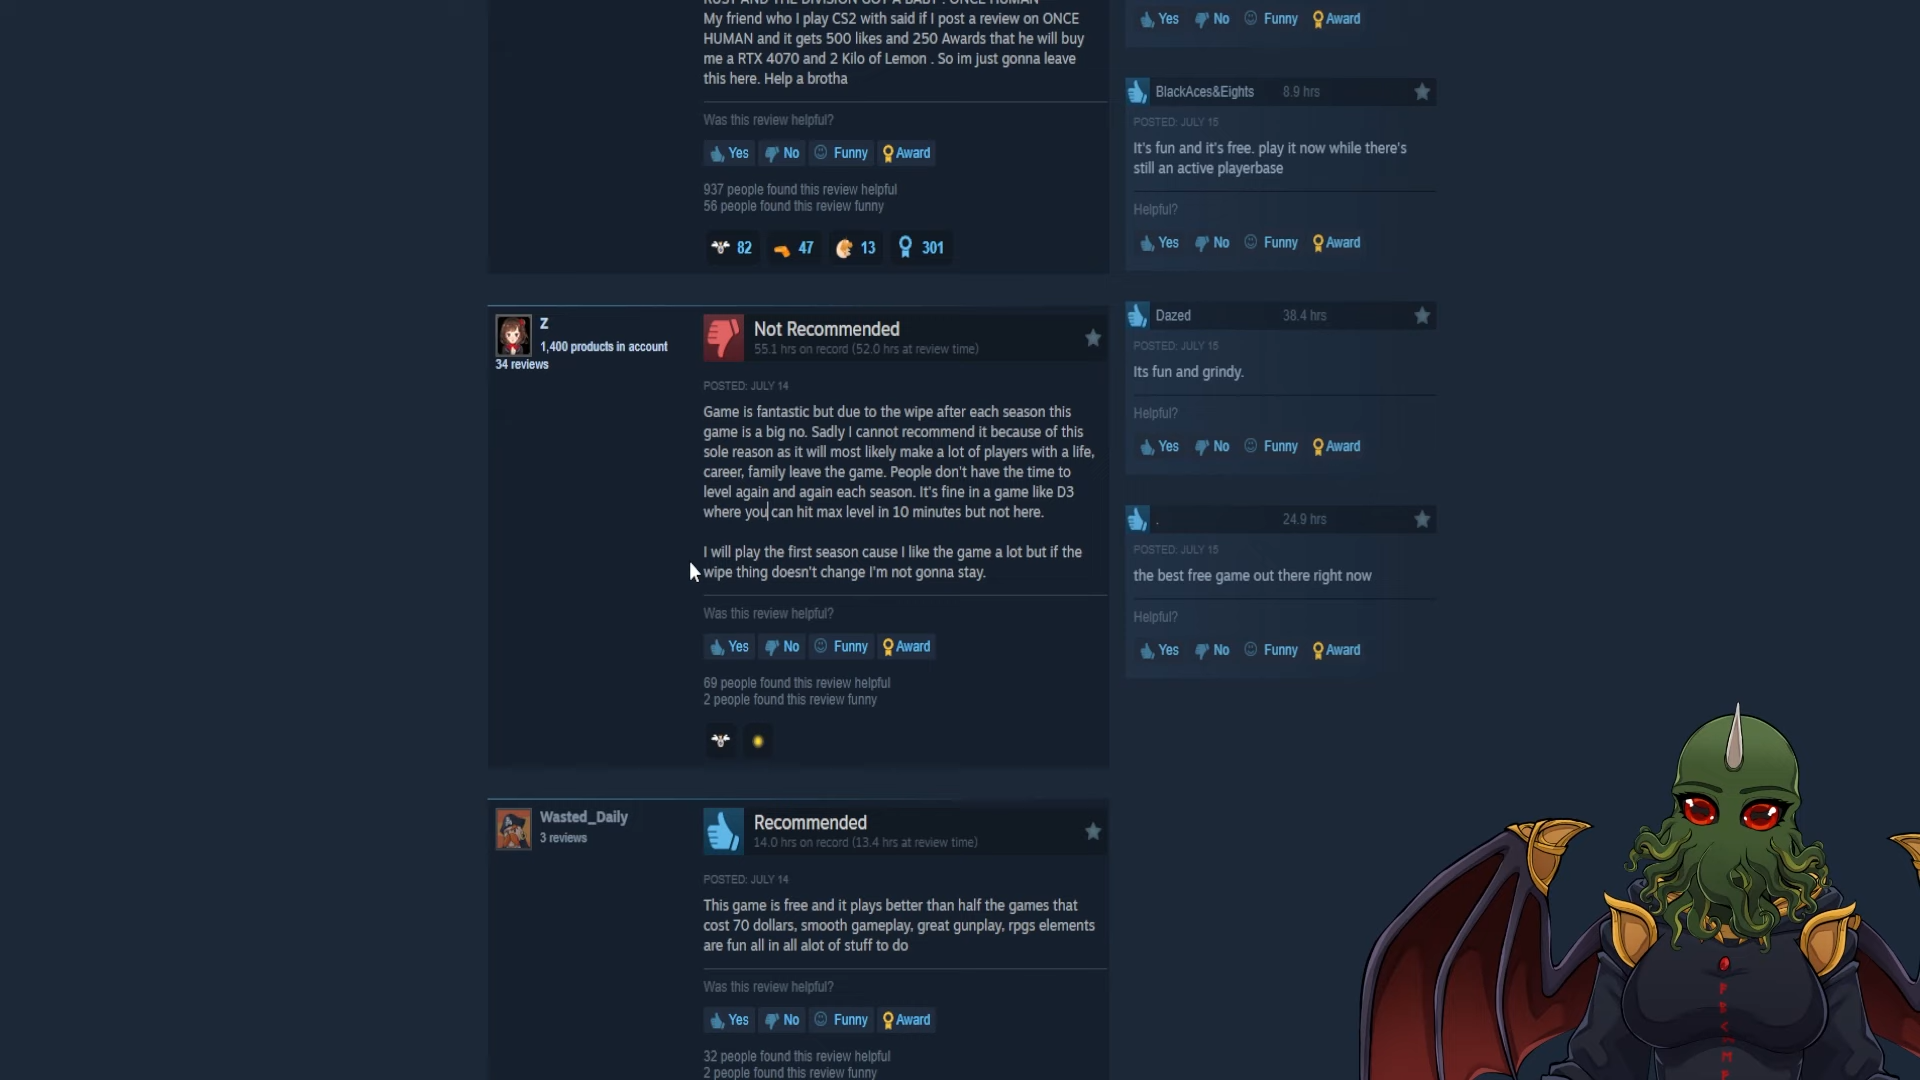 RUST AND THE DIVISION GOT A BABY : ONCE HUMAN
My friend who I play CS2 with said if I post a review on ONCE
HUMAN and it gets 500 likes and 250 Awards that he will buy
me a RTX 4070 and 2 Kilo of Lemon . So im just gonna leave
this here. Help a brotha
Was this review helpful?
Yes No Funny Award
937 people found this review helpful
56 people found this review funny
82 47 13 301
Z
1,400 products in account
34 reviews
Not Recommended
55.1 hrs on record (52.0 hrs at review time)
POSTED: JULY 14
Game is fantastic but due to the wipe after each season this
game is a big no. Sadly I cannot recommend it because of this
sole reason as it will most likely make a lot of players with a life,
career, family leave the game. People don't have the time to
level again and again each season. It's fine in a game like D3
where you can hit max level in 10 minutes but not here.
I will play the first season cause I like the game a lot but if the
wipe thing doesn't change I'm not gonna stay.
Was this review helpful?
Yes No Funny Award
69 people found this review helpful
2 people found this review funny
Wasted_Daily
3 reviews
Recommended
14.0 hrs on record (13.4 hrs at review time)
POSTED: JULY 14
This game is free and it plays better than half the games that
cost 70 dollars, smooth gameplay, great gunplay, rpgs elements
are fun all in all alot of stuff to do
Was this review helpful?
Yes No Funny Award
32 people found this review helpful
2 people found this review funny
Yes No Funny Award
BlackAces&Eights 8.9 hrs
POSTED: JULY 15
It's fun and it's free. play it now while there's
still an active playerbase
Helpful?
Yes No Funny Award
Dazed 38.4 hrs
POSTED: JULY 15
Its fun and grindy.
Helpful?
Yes No Funny Award
. 24.9 hrs
POSTED: JULY 15
the best free game out there right now
Helpful?
Yes No Funny Award